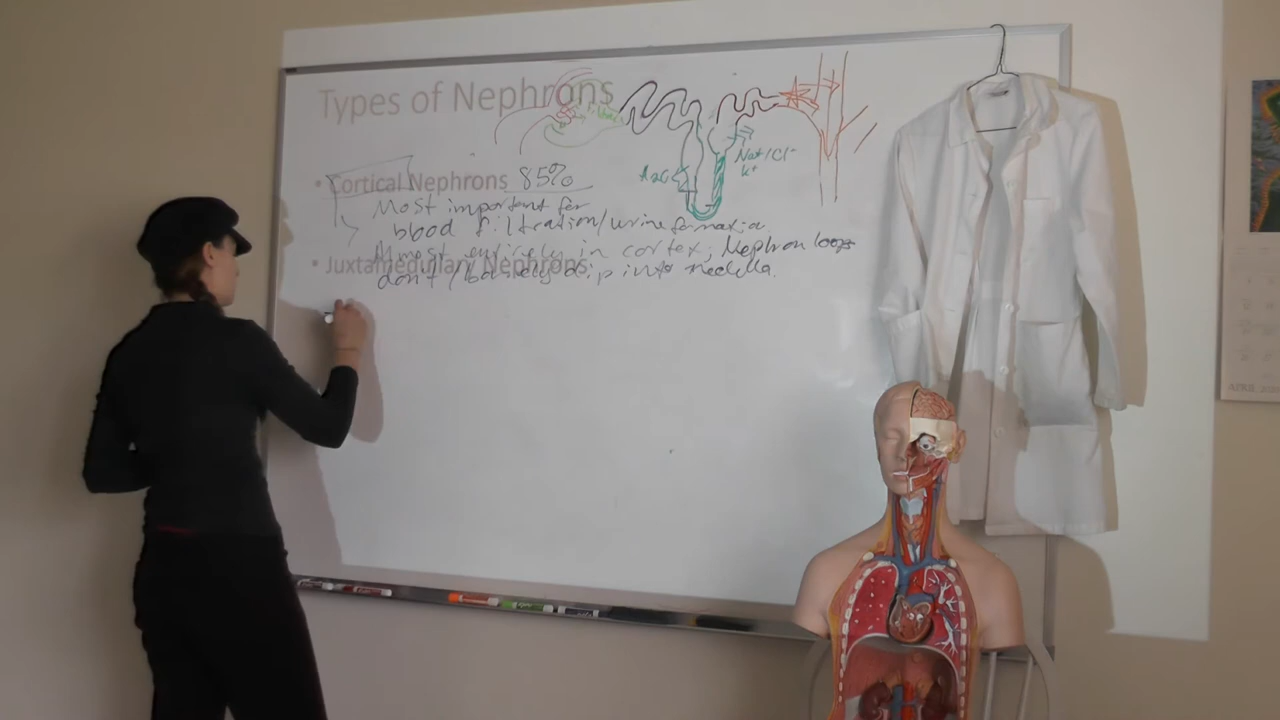 Types of Nephrons
H2O
Na+/Cl-
K+
• Cortical Nephrons 85%
Most important for
blood filtration/urine formation
Almost entirely in cortex; Nephron loops
• Juxtamedullary Nephrons
don't/barely dip into medulla.
APRIL